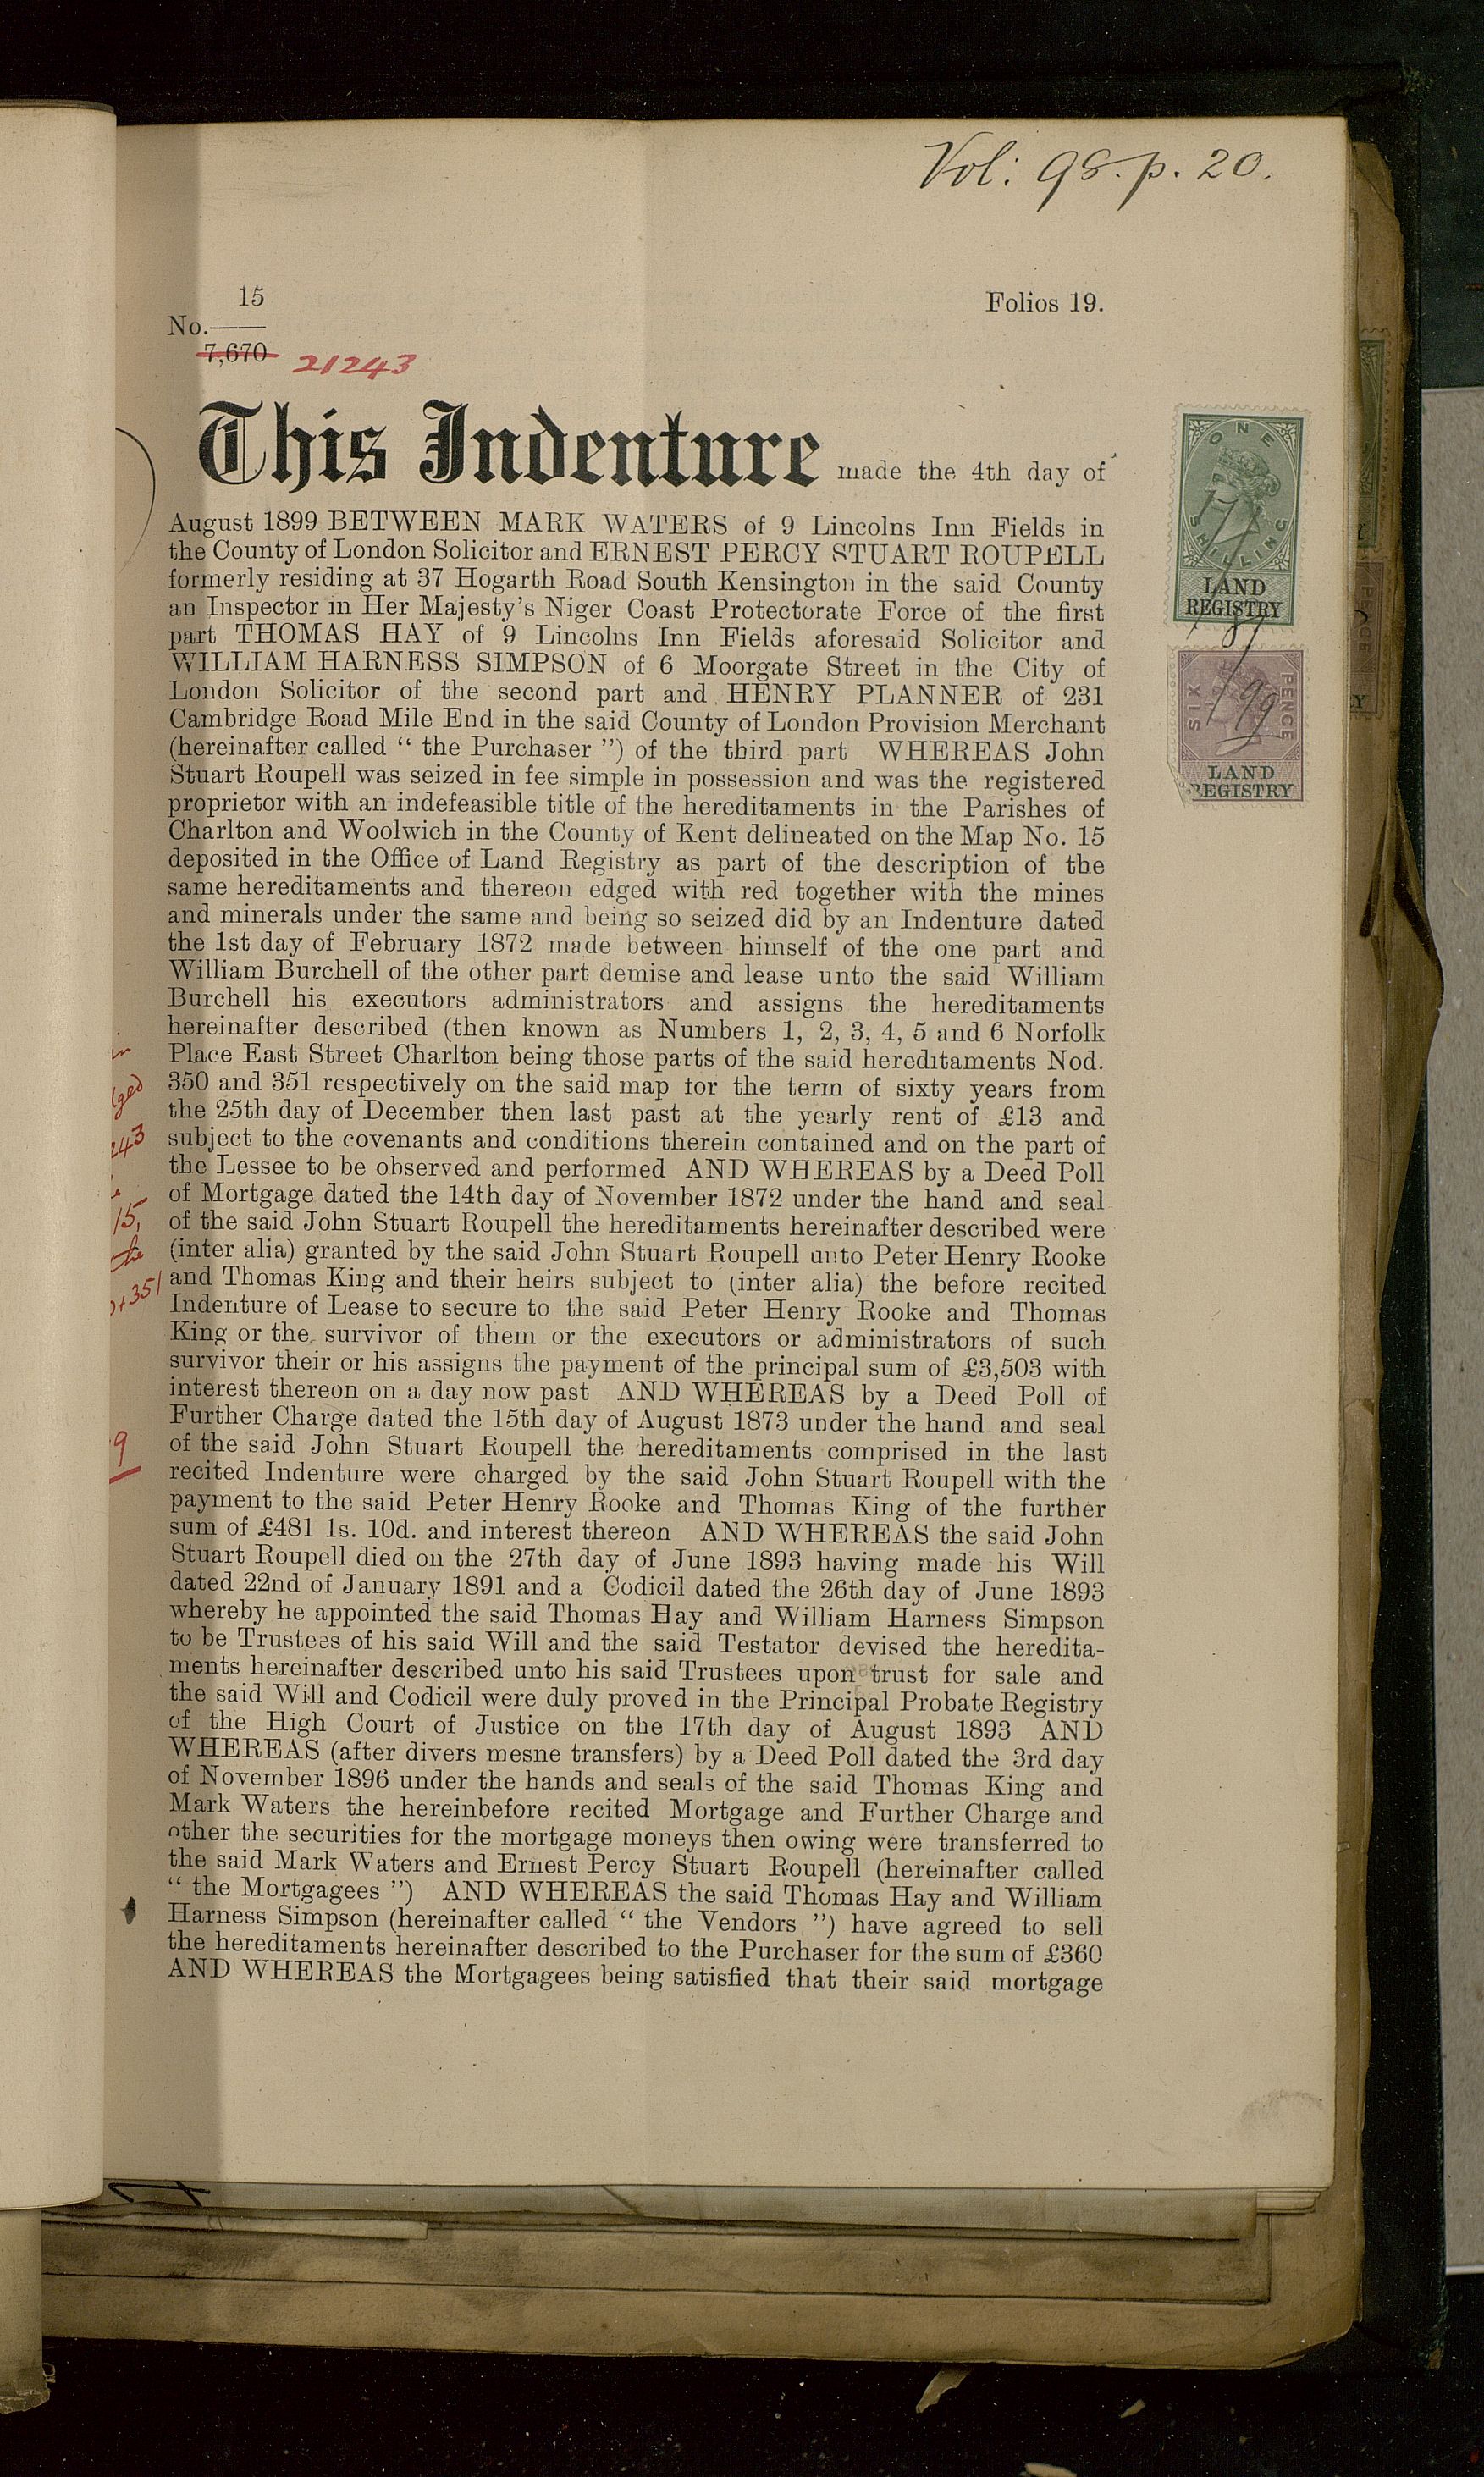 Vol: 98. p. 20.
15
No.——
7,670 21243
Folios 19.
This Indenture made the 4th day of
August 1899 BETWEEN MARK WATERS of 9 Lincolns Inn Fields in
the County of London Solicitor and ERNEST PERCY STUART ROUPELL
formerly residing at 37 Hogarth Road South Kensington in the said County
an Inspector in Her Majesty's Niger Coast Protectorate Force of the first
part THOMAS HAY of 9 Lincolns Inn Fields aforesaid Solicitor and
WILLIAM HARNESS SIMPSON of 6 Moorgate Street in the City of
London Solicitor of the second part and HENRY PLANNER of 231
Cambridge Road Mile End in the said County of London Provision Merchant
(hereinafter called “ the Purchaser ”) of the third part WHEREAS John
Stuart Roupell was seized in fee simple in possession and was the registered
proprietor with an indefeasible title of the hereditaments in the Parishes of
Charlton and Woolwich in the County of Kent delineated on the Map No. 15
deposited in the Office of Land Registry as part of the description of the
same hereditaments and thereon edged with red together with the mines
and minerals under the same and being so seized did by an Indenture dated
the 1st day of February 1872 made between himself of the one part and
William Burchell of the other part demise and lease unto the said William
Burchell his executors administrators and assigns the hereditaments
hereinafter described (then known as Numbers 1, 2, 3, 4, 5 and 6 Norfolk
Place East Street Charlton being those parts of the said hereditaments Nod.
350 and 351 respectively on the said map for the term of sixty years from
the 25th day of December then last past at the yearly rent of £13 and
subject to the covenants and conditions therein contained and on the part of
the Lessee to be observed and performed AND WHEREAS by a Deed Poll
of Mortgage dated the 14th day of November 1872 under the hand and seal
of the said John Stuart Roupell the hereditaments hereinafter described were
(inter alia) granted by the said John Stuart Roupell unto Peter Henry Rooke
and Thomas King and their heirs subject to (inter alia) the before recited
Indenture of Lease to secure to the said Peter Henry Rooke and Thomas
King or the survivor of them or the executors or administrators of such
survivor their or his assigns the payment of the principal sum of £3,503 with
interest thereon on a day now past AND WHEREAS by a Deed Poll of
Further Charge dated the 15th day of August 1873 under the hand and seal
of the said John Stuart Roupell the hereditaments comprised in the last
recited Indenture were charged by the said John Stuart Roupell with the
payment to the said Peter Henry Rooke and Thomas King of the further
sum of £481 1s. 10d. and interest thereon AND WHEREAS the said John
Stuart Roupell died on the 27th day of June 1893 having made his Will
dated 22nd of January 1891 and a Codicil dated the 26th day of June 1893
whereby he appointed the said Thomas Hay and William Harness Simpson
to be Trustees of his said Will and the said Testator devised the heredita-
ments hereinafter described unto his said Trustees upon trust for sale and
the said Will and Codicil were duly proved in the Principal Probate Registry
of the High Court of Justice on the 17th day of August 1893 AND
WHEREAS (after divers mesne transfers) by a Deed Poll dated the 3rd day
of November 1896 under the hands and seals of the said Thomas King and
Mark Waters the hereinbefore recited Mortgage and Further Charge and
other the securities for the mortgage moneys then owing were transferred to
the said Mark Waters and Ernest Percy Stuart Roupell (hereinafter called
“ the Mortgagees ”) AND WHEREAS the said Thomas Hay and William
Harness Simpson (hereinafter called “ the Vendors ”) have agreed to sell
the hereditaments hereinafter described to the Purchaser for the sum of £360
AND WHEREAS the Mortgagees being satisfied that their said mortgage
ONE
SHILLING
LAND
REGISTRY
SIX PENCE
LAND
REGISTRY
15,
the
9